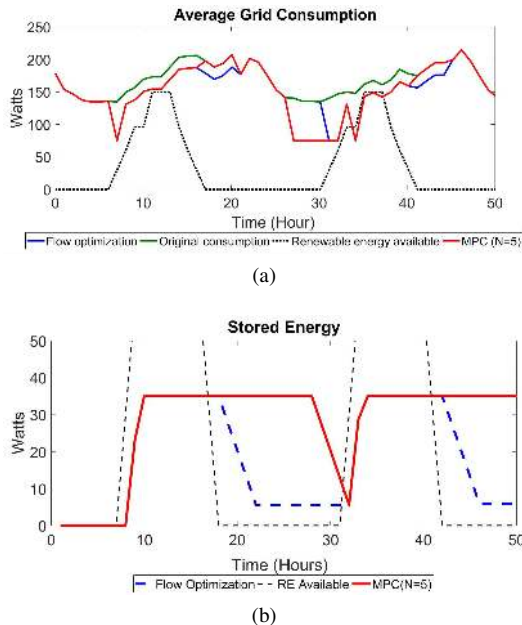 Average Grid Consumption
250
200
150
100
50
0
Watts
0 10 20 30 40 50
Time (Hour)
Flow optimization Original consumption Renewable energy available MPC (N=5)
(a)
Stored Energy
50
40
30
20
10
0
Watts
0 10 20 30 40 50
Time (Hours)
Flow Optimization RE Available MPC(N=5)
(b)